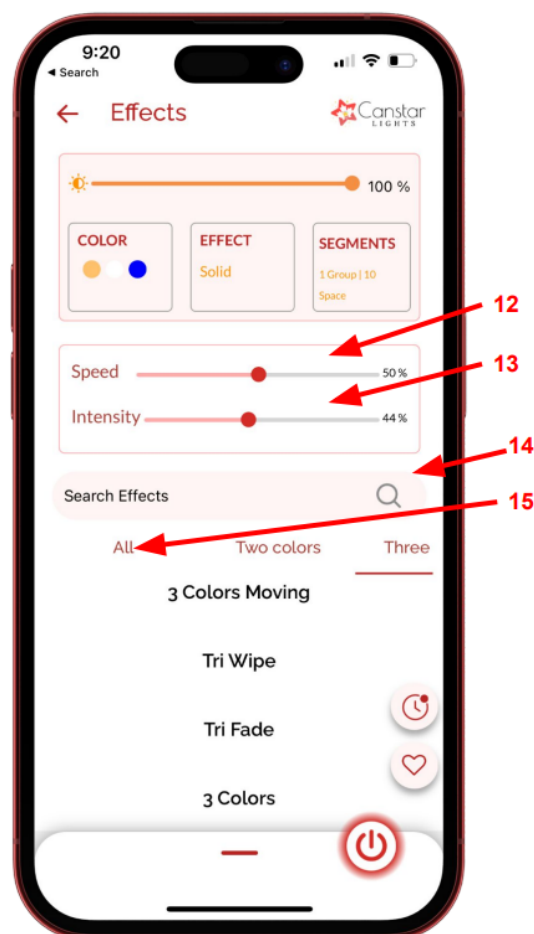 9:20
Search
Effects
Canstar
LIGHTS
100 %
COLOR
EFFECT
SEGMENTS
Solid
1 Group | 10
Space
12
Speed
50 %
13
Intensity
44 %
14
Search Effects
15
All
Two colors
Three
3 Colors Moving
Tri Wipe
Tri Fade
3 Colors